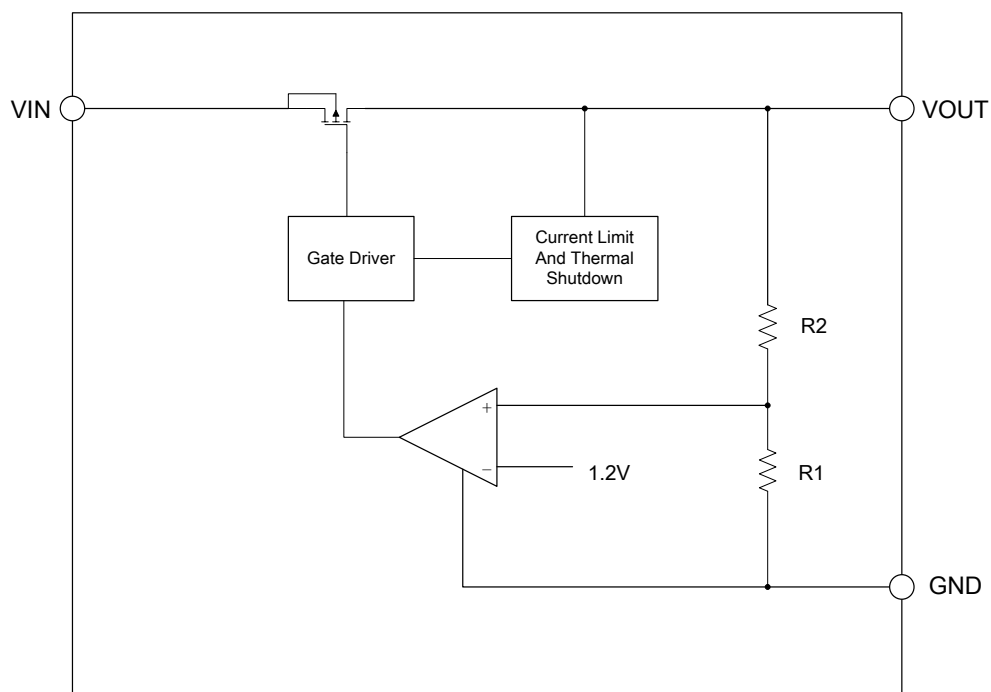 VIN
VOUT
Gate Driver
Current Limit
And Thermal
Shutdown
R2
+
−
1.2V
R1
GND